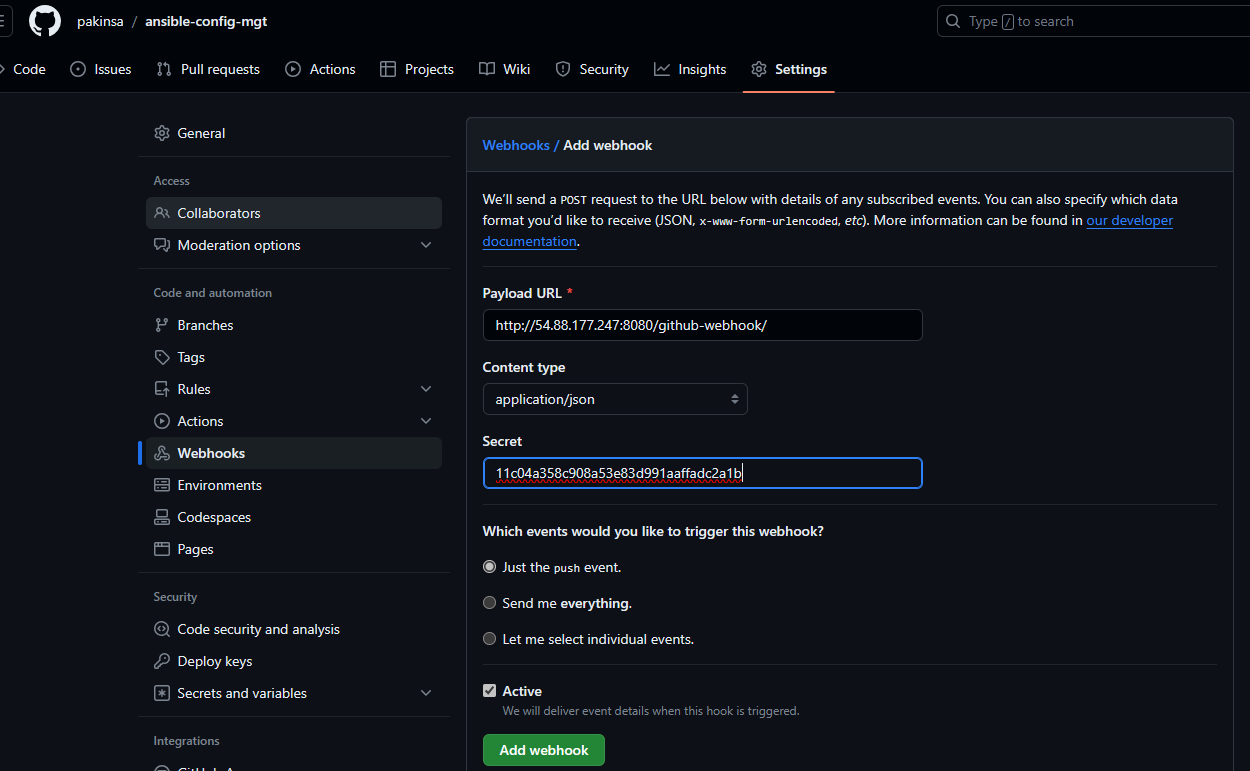 pakinsa / ansible-config-mgt
Type / to search
Code Issues Pull requests Actions Projects Wiki Security Insights Settings
General
Access
Collaborators
Moderation options
Code and automation
Branches
Tags
Rules
Actions
Webhooks
Environments
Codespaces
Pages
Security
Code security and analysis
Deploy keys
Secrets and variables
Integrations
Webhooks / Add webhook
We'll send a POST request to the URL below with details of any subscribed events. You can also specify which data
format you'd like to receive (JSON, x-www-form-urlencoded, etc). More information can be found in our developer
documentation.
Payload URL *
http://54.88.177.247:8080/github-webhook/
Content type
application/json
Secret
11c04a358c908a53e83d991aaffadc2a1b
Which events would you like to trigger this webhook?
Just the push event.
Send me everything.
Let me select individual events.
Active
We will deliver event details when this hook is triggered.
Add webhook